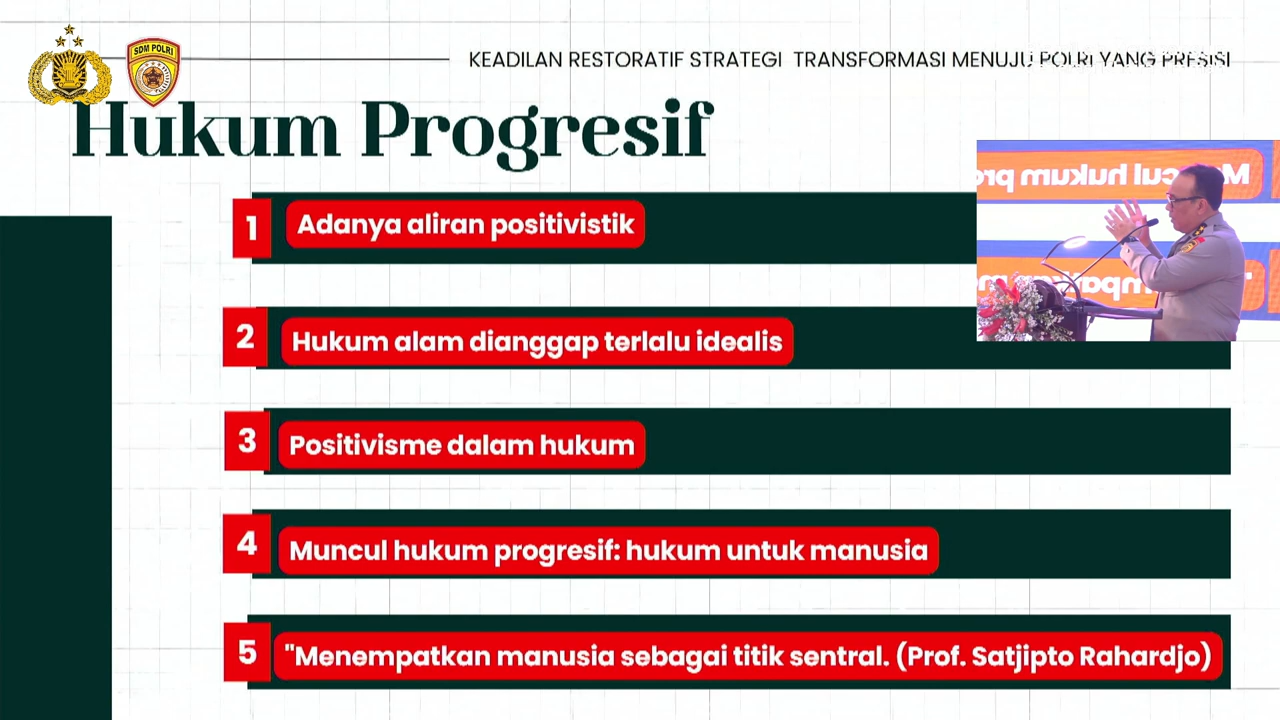 SDM POLRI
KEADILAN RESTORATIF STRATEGI TRANSFORMASI MENUJU POLRI YANG PRESISI
Hukum Progresif
1 Adanya aliran positivistik
2 Hukum alam dianggap terlalu idealis
3 Positivisme dalam hukum
4 Muncul hukum progresif: hukum untuk manusia
5 "Menempatkan manusia sebagai titik sentral. (Prof. Satjipto Rahardjo)